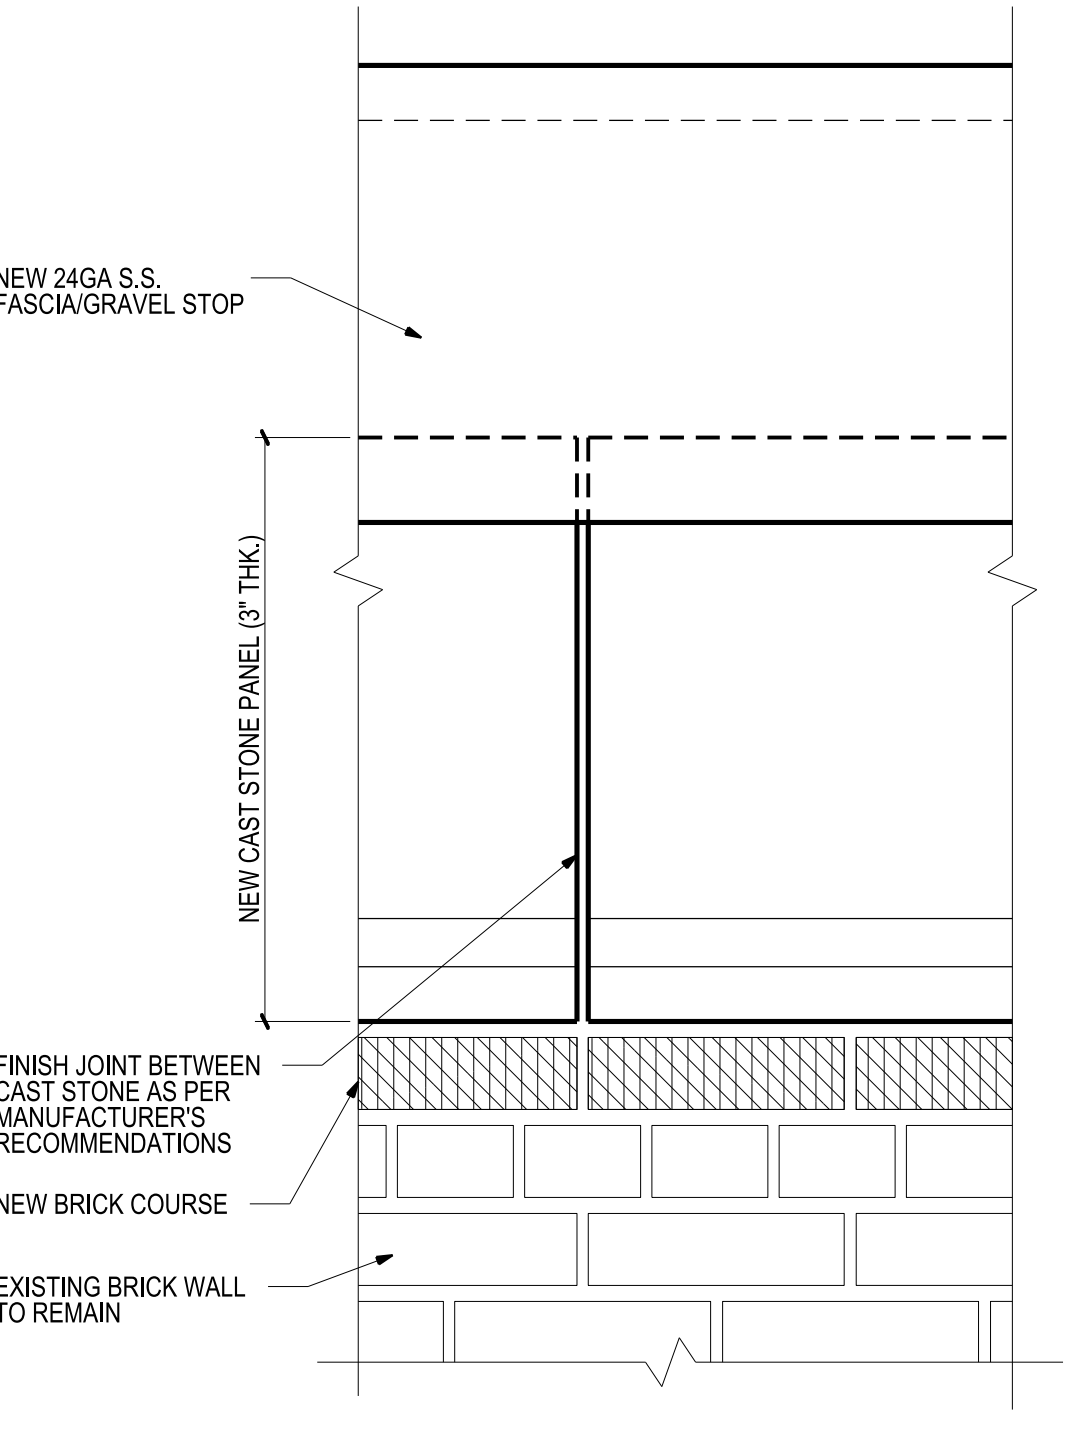 NEW 24GA S.S.
FASCIA/GRAVEL STOP
NEW CAST STONE PANEL (3" THK.)
FINISH JOINT BETWEEN
CAST STONE AS PER
MANUFACTURER'S
RECOMMENDATIONS
NEW BRICK COURSE
EXISTING BRICK WALL
TO REMAIN